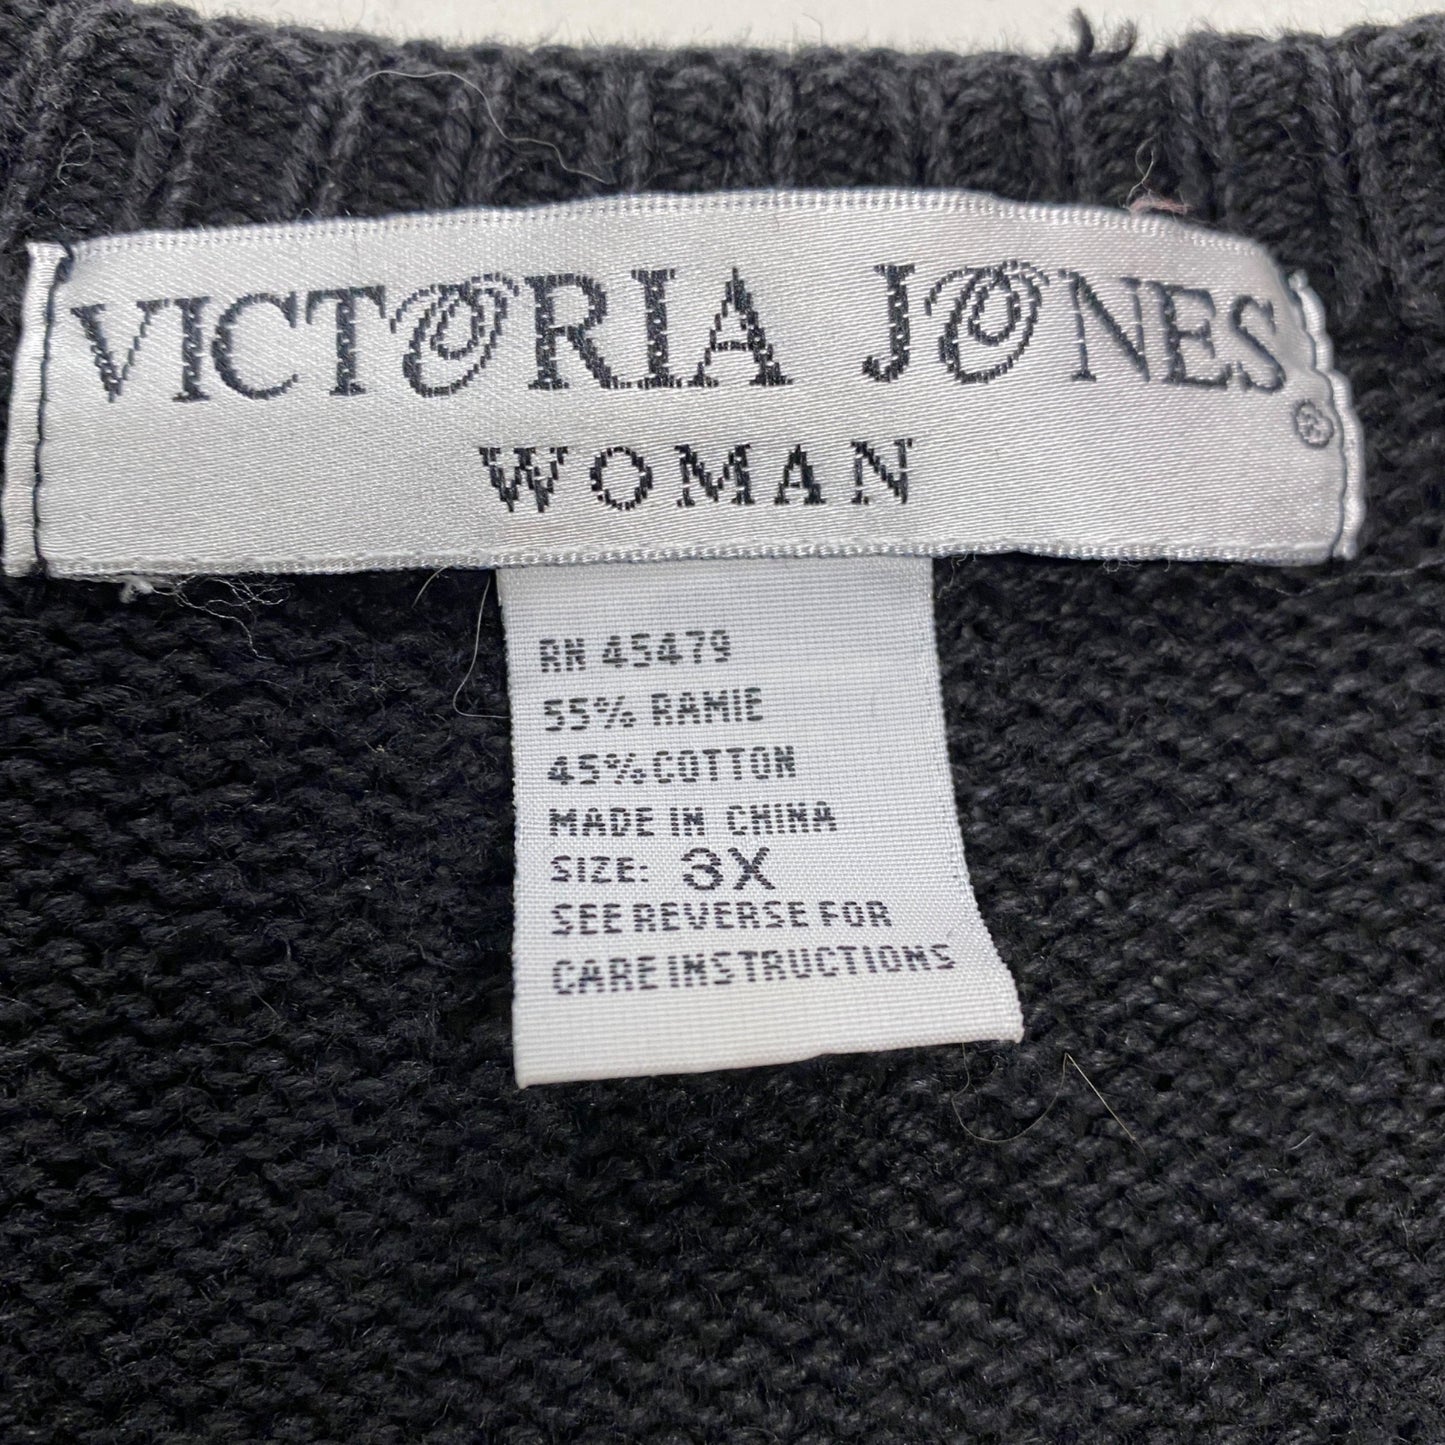 VICTORIA JONES
®
WOMAN
RN 45479
55% RAMIE
45% COTTON
MADE IN CHINA
SIZE: 3X
SEE REVERSE FOR
CARE INSTRUCTIONS